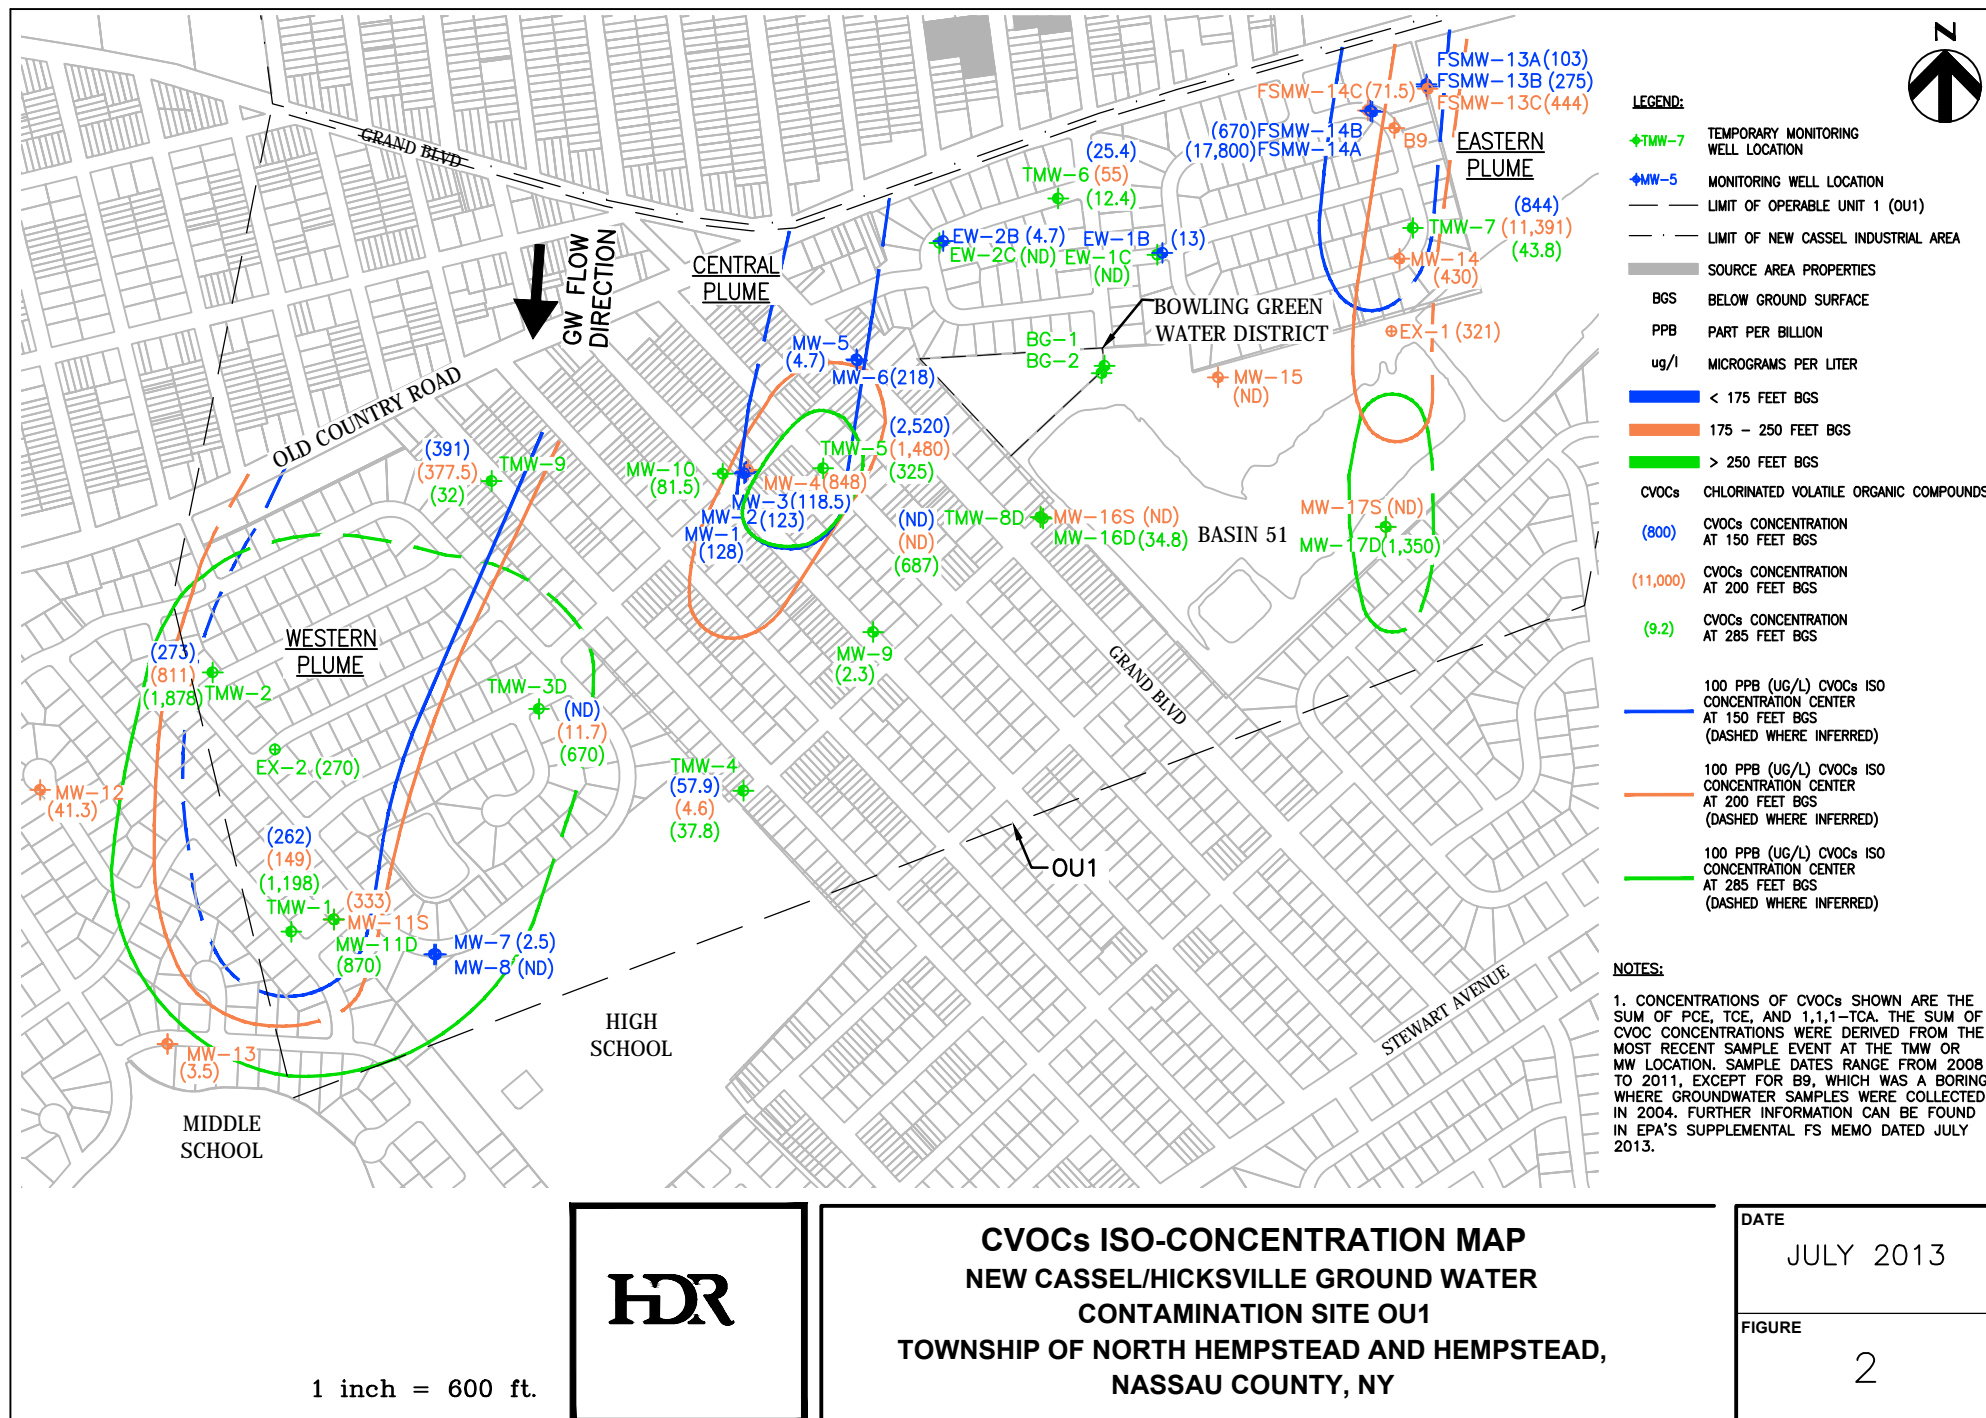 N
GRAND BLVD
FSMW-13A(103)
FSMW-13B (275)
FSMW-13C(444)
FSMW-14C(71.5)
B9
(670)FSMW-14B
(17,800)FSMW-14A
EASTERN
PLUME
(25.4)
TMW-6 (55)
(12.4)
(844)
TMW-7 (11,391)
(43.8)
MW-14
(430)
EW-2B (4.7)
EW-2C (ND)
EW-1B (13)
EW-1C
(ND)
GW FLOW
DIRECTION
CENTRAL
PLUME
BOWLING GREEN
WATER DISTRICT
BG-1
BG-2
EX-1 (321)
MW-15
(ND)
MW-5
(4.7)
MW-6(218)
OLD COUNTRY ROAD
(391)
(377.5)
(32)
TMW-9
(2,520)
(1,480)
(325)
TMW-5
MW-10
(81.5)
MW-4(848)
MW-3(118.5)
MW-2(123)
MW-1
(128)
(ND)
(ND)
(687)
TMW-8D
MW-16S (ND)
MW-16D(34.8)
BASIN 51
MW-17S (ND)
MW-17D(1,350)
WESTERN
PLUME
(273)
(811)
(1,878)
TMW-2
TMW-3D
(ND)
(11.7)
(670)
MW-9
(2.3)
GRAND BLVD
EX-2 (270)
MW-12
(41.3)
TMW-4
(57.9)
(4.6)
(37.8)
(262)
(149)
(1,198)
TMW-1
(333)
MW-11S
MW-11D
(870)
MW-7 (2.5)
MW-8 (ND)
OU1
MW-13
(3.5)
HIGH
SCHOOL
MIDDLE
SCHOOL
STEWART AVENUE
LEGEND:
TMW-7 TEMPORARY MONITORING
WELL LOCATION
MW-5 MONITORING WELL LOCATION
LIMIT OF OPERABLE UNIT 1 (OU1)
LIMIT OF NEW CASSEL INDUSTRIAL AREA
SOURCE AREA PROPERTIES
BGS BELOW GROUND SURFACE
PPB PART PER BILLION
ug/l MICROGRAMS PER LITER
< 175 FEET BGS
175 - 250 FEET BGS
> 250 FEET BGS
CVOCs CHLORINATED VOLATILE ORGANIC COMPOUNDS
(800) CVOCs CONCENTRATION
AT 150 FEET BGS
(11,000) CVOCs CONCENTRATION
AT 200 FEET BGS
(9.2) CVOCs CONCENTRATION
AT 285 FEET BGS
100 PPB (UG/L) CVOCs ISO
CONCENTRATION CENTER
AT 150 FEET BGS
(DASHED WHERE INFERRED)
100 PPB (UG/L) CVOCs ISO
CONCENTRATION CENTER
AT 200 FEET BGS
(DASHED WHERE INFERRED)
100 PPB (UG/L) CVOCs ISO
CONCENTRATION CENTER
AT 285 FEET BGS
(DASHED WHERE INFERRED)
NOTES:
1. CONCENTRATIONS OF CVOCs SHOWN ARE THE
SUM OF PCE, TCE, AND 1,1,1-TCA. THE SUM OF
CVOC CONCENTRATIONS WERE DERIVED FROM THE
MOST RECENT SAMPLE EVENT AT THE TMW OR
MW LOCATION. SAMPLE DATES RANGE FROM 2008
TO 2011, EXCEPT FOR B9, WHICH WAS A BORING
WHERE GROUNDWATER SAMPLES WERE COLLECTED
IN 2004. FURTHER INFORMATION CAN BE FOUND
IN EPA'S SUPPLEMENTAL FS MEMO DATED JULY
2013.
1 inch = 600 ft.
HDR
CVOCs ISO-CONCENTRATION MAP
NEW CASSEL/HICKSVILLE GROUND WATER
CONTAMINATION SITE OU1
TOWNSHIP OF NORTH HEMPSTEAD AND HEMPSTEAD,
NASSAU COUNTY, NY
DATE
JULY 2013
FIGURE
2